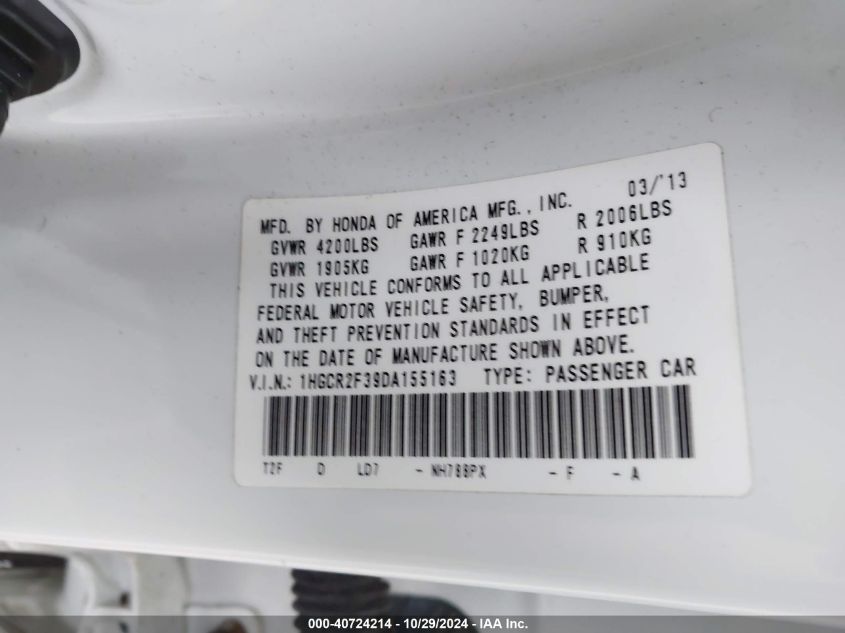 MFD. BY HONDA OF AMERICA MFG., INC. 03/'13
GVWR 4200LBS GAWR F 2249LBS R 2006LBS
GVWR 1905KG GAWR F 1020KG R 910KG
THIS VEHICLE CONFORMS TO ALL APPLICABLE
FEDERAL MOTOR VEHICLE SAFETY, BUMPER,
AND THEFT PREVENTION STANDARDS IN EFFECT
ON THE DATE OF MANUFACTURE SHOWN ABOVE.
V.I.N.: 1HGCR2F39DA155163 TYPE: PASSENGER CAR
T2F D LD7 - NH788PX - F - A
000-40724214 - 10/29/2024 - IAA Inc.